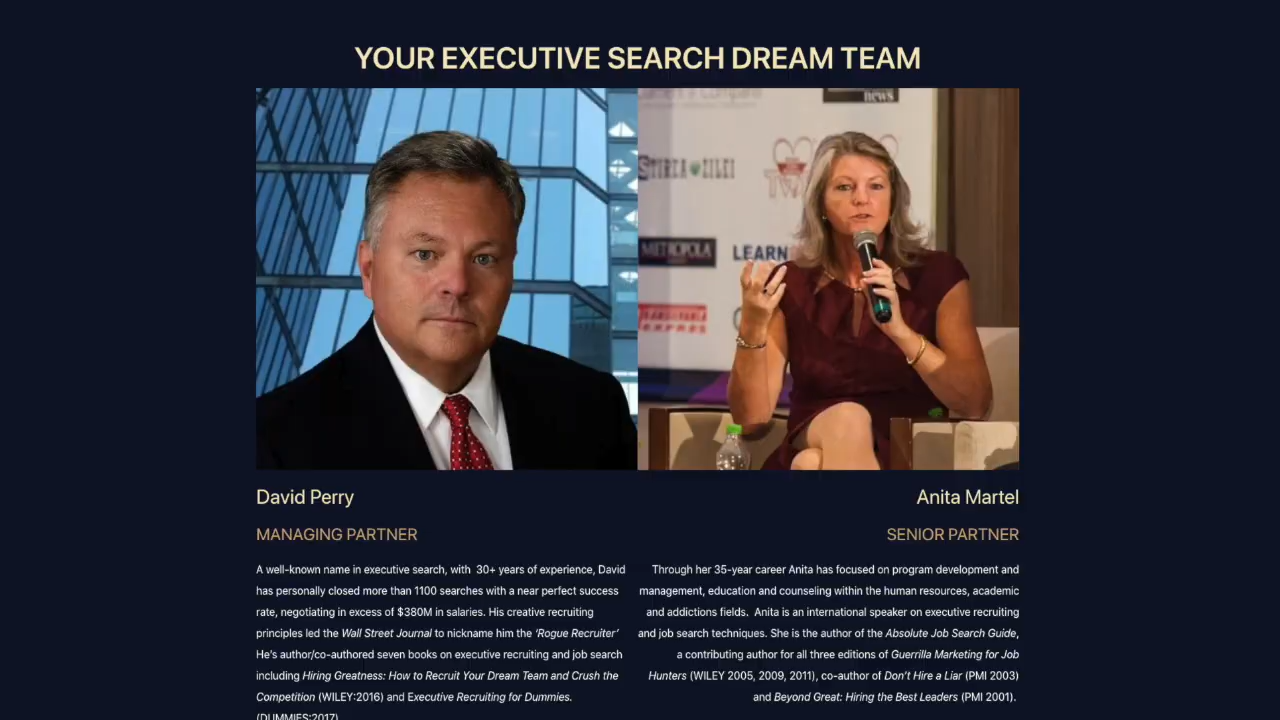 YOUR EXECUTIVE SEARCH DREAM TEAM
news
STIREA ZILEI
METROPOLA
LEARN
David Perry
MANAGING PARTNER
A well-known name in executive search, with 30+ years of experience, David
has personally closed more than 1100 searches with a near perfect success
rate, negotiating in excess of $380M in salaries. His creative recruiting
principles led the Wall Street Journal to nickname him the ‘Rogue Recruiter’
He's author/co-authored seven books on executive recruiting and job search
including Hiring Greatness: How to Recruit Your Dream Team and Crush the
Competition (WILEY:2016) and Executive Recruiting for Dummies.
(DUMMIES:2017)
Anita Martel
SENIOR PARTNER
Through her 35-year career Anita has focused on program development and
management, education and counseling within the human resources, academic
and addictions fields. Anita is an international speaker on executive recruiting
and job search techniques. She is the author of the Absolute Job Search Guide,
a contributing author for all three editions of Guerrilla Marketing for Job
Hunters (WILEY 2005, 2009, 2011), co-author of Don't Hire a Liar (PMI 2003)
and Beyond Great: Hiring the Best Leaders (PMI 2001).